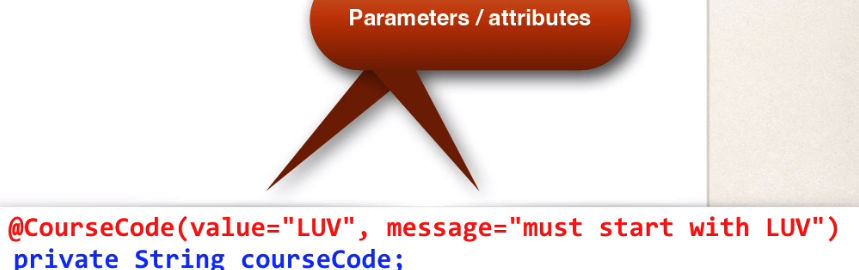 Parameters / attributes
@CourseCode(value="LUV", message="must start with LUV")
private String courseCode;